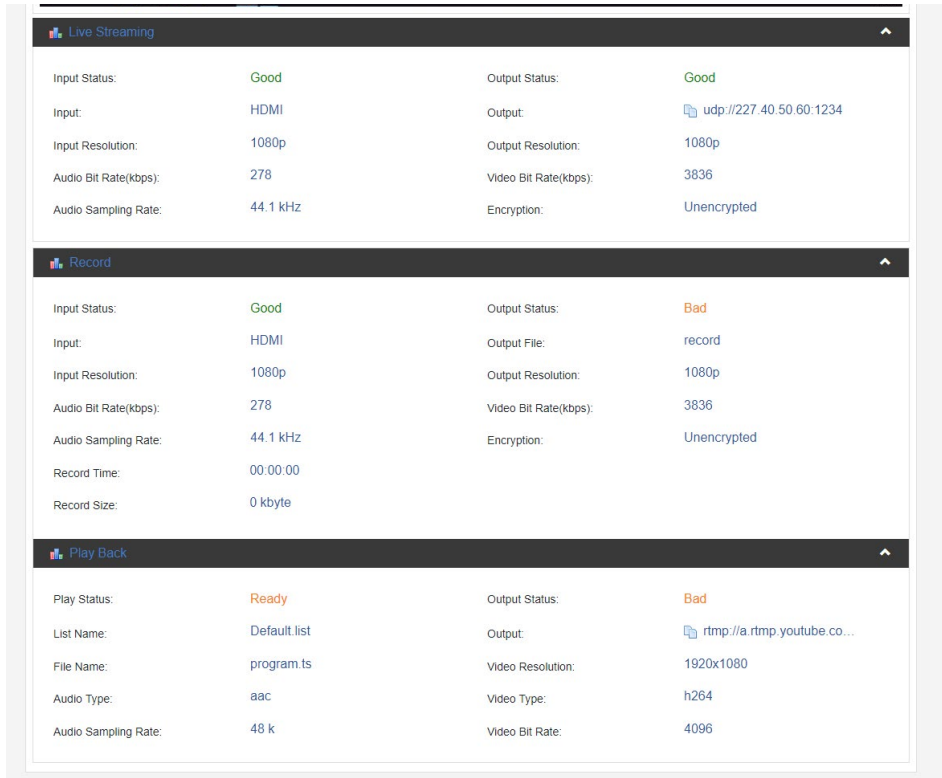 Live Streaming
Input Status: Good Output Status: Good
Input: HDMI Output: udp://227.40.50.60:1234
Input Resolution: 1080p Output Resolution: 1080p
Audio Bit Rate(kbps): 278 Video Bit Rate(kbps): 3836
Audio Sampling Rate: 44.1 kHz Encryption: Unencrypted
Record
Input Status: Good Output Status: Bad
Input: HDMI Output File: record
Input Resolution: 1080p Output Resolution: 1080p
Audio Bit Rate(kbps): 278 Video Bit Rate(kbps): 3836
Audio Sampling Rate: 44.1 kHz Encryption: Unencrypted
Record Time: 00:00:00
Record Size: 0 kbyte
Play Back
Play Status: Ready Output Status: Bad
List Name: Default.list Output: rtmp://a.rtmp.youtube.co...
File Name: program.ts Video Resolution: 1920x1080
Audio Type: aac Video Type: h264
Audio Sampling Rate: 48 k Video Bit Rate: 4096